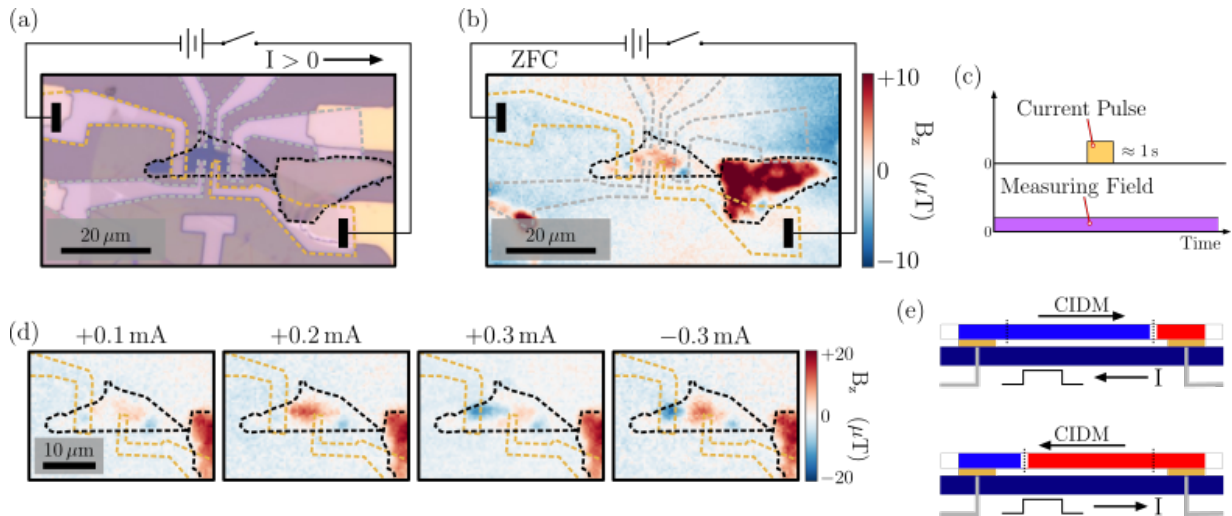 (a)
I > 0
20 μm
(b)
ZFC
20 μm
+10
0
−10
B_z (μT)
(c)
Current Pulse
≈ 1 s
0
Measuring Field
0
Time
(d)
+0.1 mA
+0.2 mA
+0.3 mA
−0.3 mA
10 μm
+20
0
−20
B_z (μT)
(e)
CIDM
I
CIDM
I